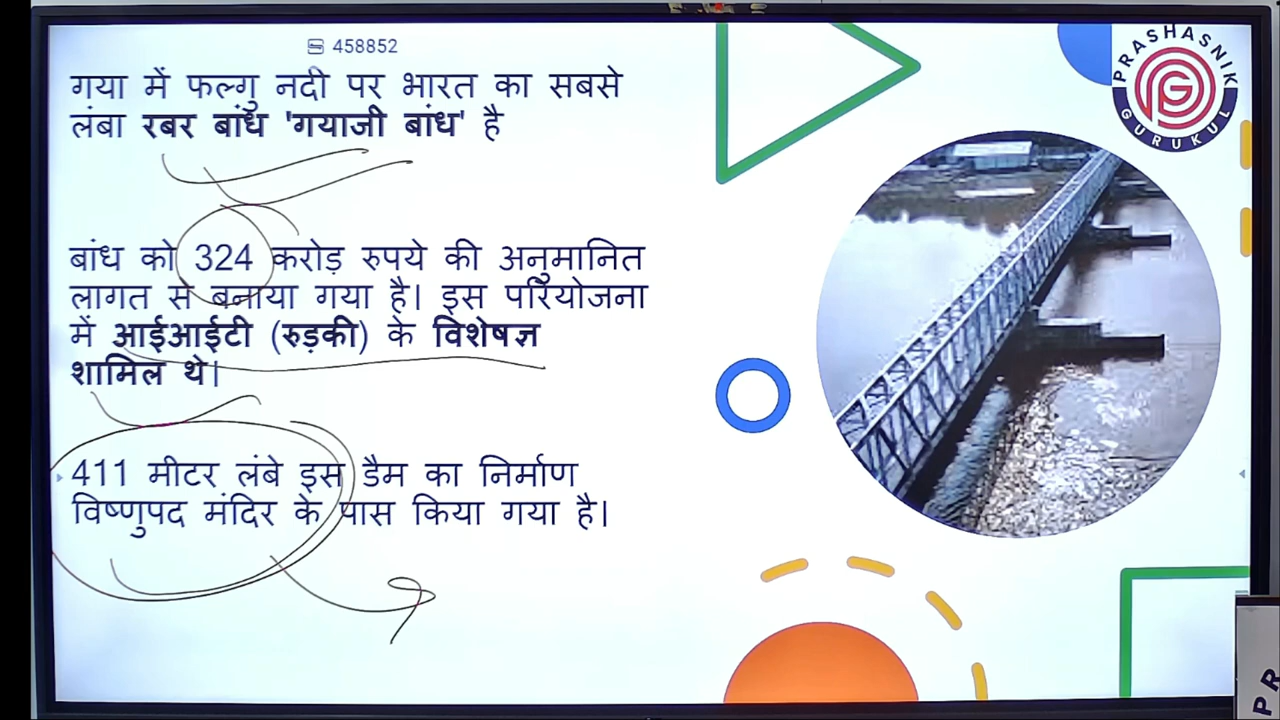 458852
गया में फल्गु नदी पर भारत का सबसे
लंबा रबर बांध 'गयाजी बांध' है
बांध को 324 करोड़ रुपये की अनुमानित
लागत से बनाया गया है। इस परियोजना
में आईआईटी (रुड़की) के विशेषज्ञ
शामिल थे।
411 मीटर लंबे इस डैम का निर्माण
विष्णुपद मंदिर के पास किया गया है।
PRASHASNIK
GURUKUL
PR